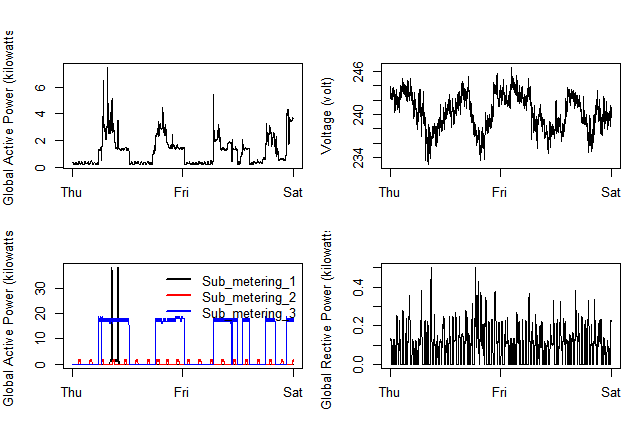 Global Active Power (kilowatts
0 2 4 6
Thu Fri Sat
Voltage (volt)
234 240 246
Thu Fri Sat
Global Active Power (kilowatts
0 10 20 30
Sub_metering_1
Sub_metering_2
Sub_metering_3
Thu Fri Sat
Global Rective Power (kilowatts
0.0 0.2 0.4
Thu Fri Sat